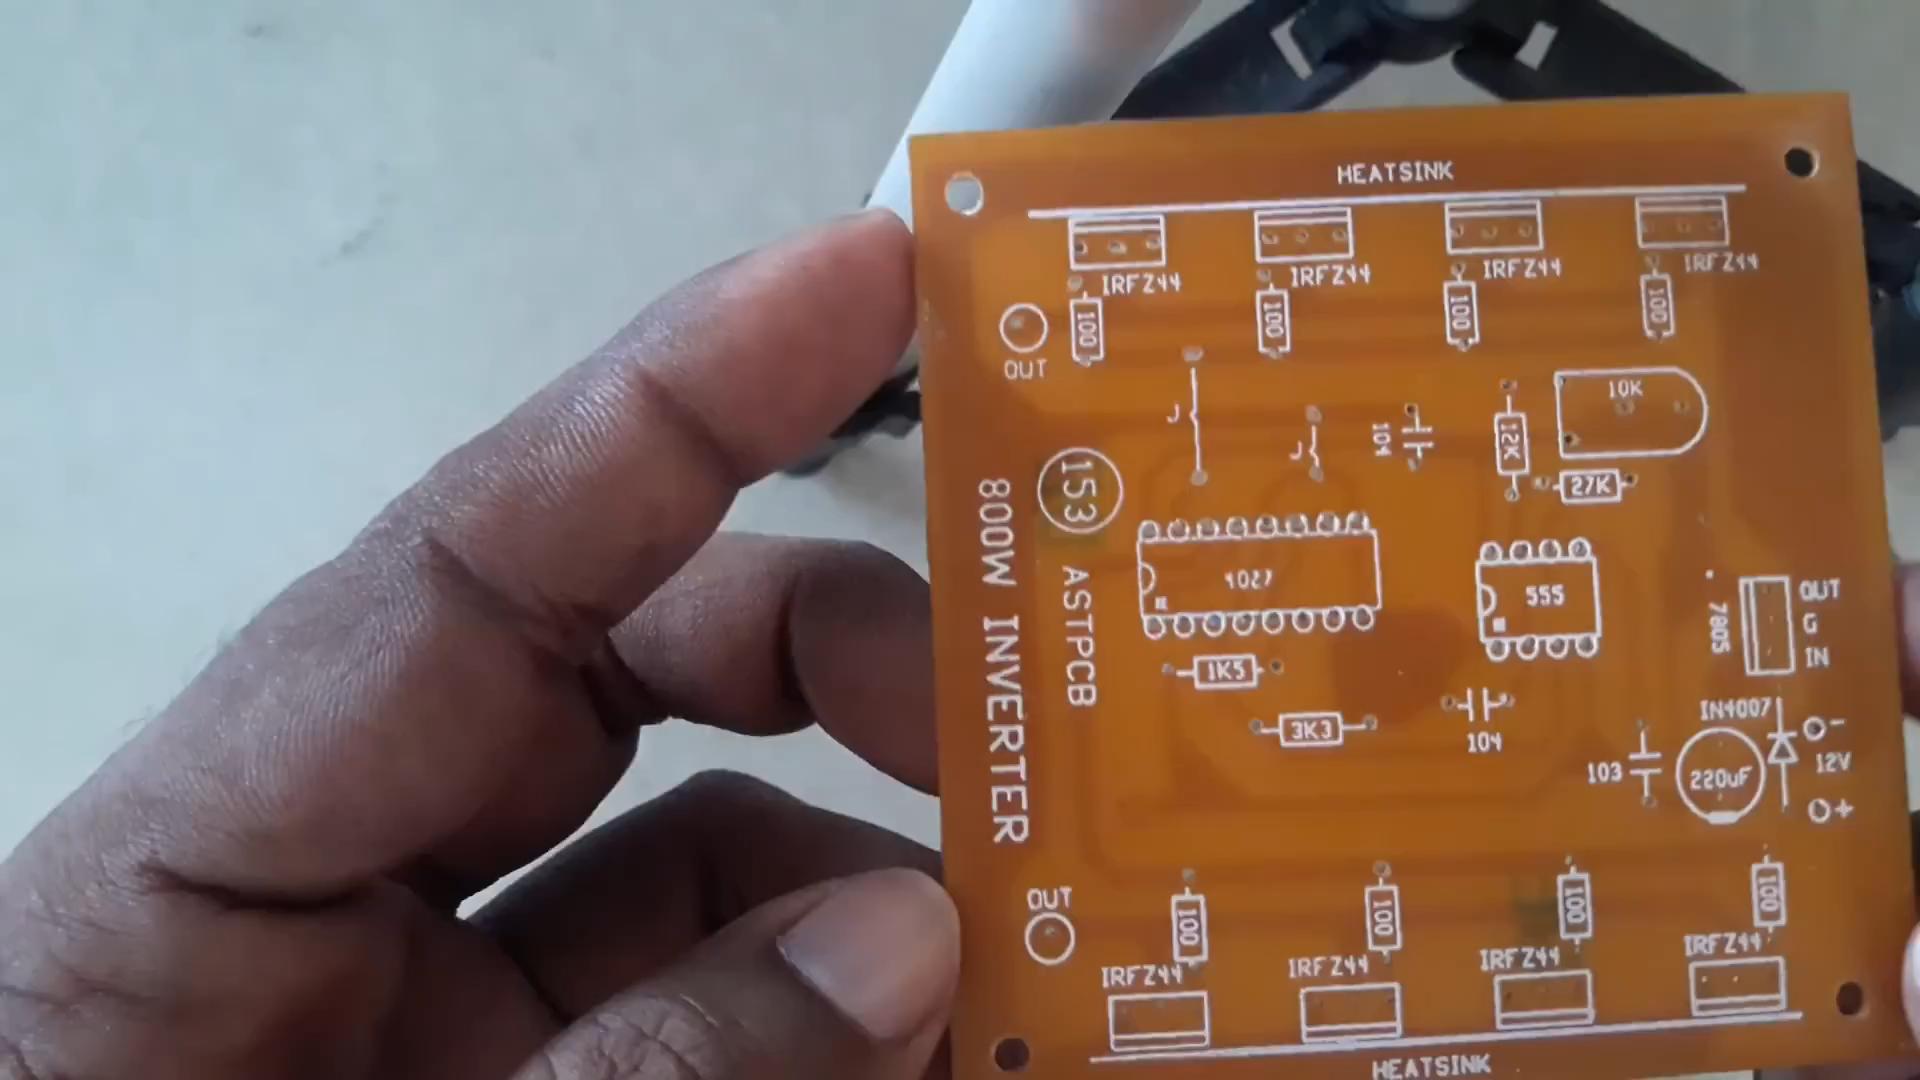 HEATSINK
IRFZ44
IRFZ44
IRFZ44
IRFZ44
100
100
100
100
OUT
J
J
104
12K
10K
27K
153
800W INVERTER
ASTPCB
4027
555
7805
OUT
G
IN
1K5
3K3
104
103
IN4007
220uF
-
12V
+
OUT
100
100
100
100
IRFZ44
IRFZ44
IRFZ44
IRFZ44
HEATSINK